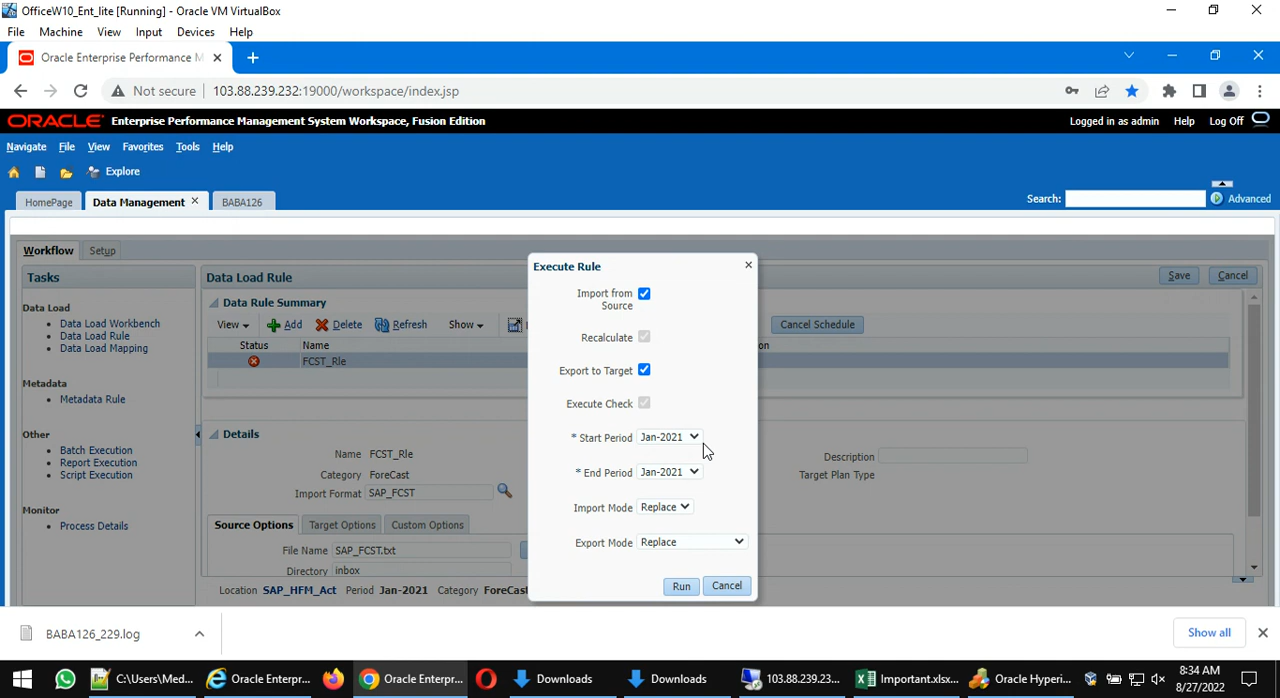 OfficeW10_Ent_lite [Running] - Oracle VM VirtualBox
File Machine View Input Devices Help
Oracle Enterprise Performance M
Not secure 103.88.239.232:19000/workspace/index.jsp
ORACLE Enterprise Performance Management System Workspace, Fusion Edition
Logged in as admin Help Log Off
Navigate File View Favorites Tools Help
Explore
HomePage Data Management BABA126
Search: Advanced
Workflow Setup
Tasks
Data Load
Data Load Workbench
Data Load Rule
Data Load Mapping
Metadata
Metadata Rule
Other
Batch Execution
Report Execution
Script Execution
Monitor
Process Details
Data Load Rule
Save Cancel
Data Rule Summary
View Add Delete Refresh Show
Cancel Schedule
Status Name
on
FCST_Rle
Details
Name FCST_Rle
Category ForeCast
Import Format SAP_FCST
Description
Target Plan Type
Source Options Target Options Custom Options
File Name SAP_FCST.txt
Directory inbox
Location SAP_HFM_Act Period Jan-2021 Category ForeCas
Execute Rule
Import from
Source
Recalculate
Export to Target
Execute Check
* Start Period Jan-2021
* End Period Jan-2021
Import Mode Replace
Export Mode Replace
Run Cancel
BABA126_229.log
Show all
C:\Users\Med...
Oracle Enterpr...
Oracle Enterpr...
Downloads
Downloads
103.88.239.23...
Important.xlsx...
Oracle Hyperi...
8:34 AM
8/27/2022